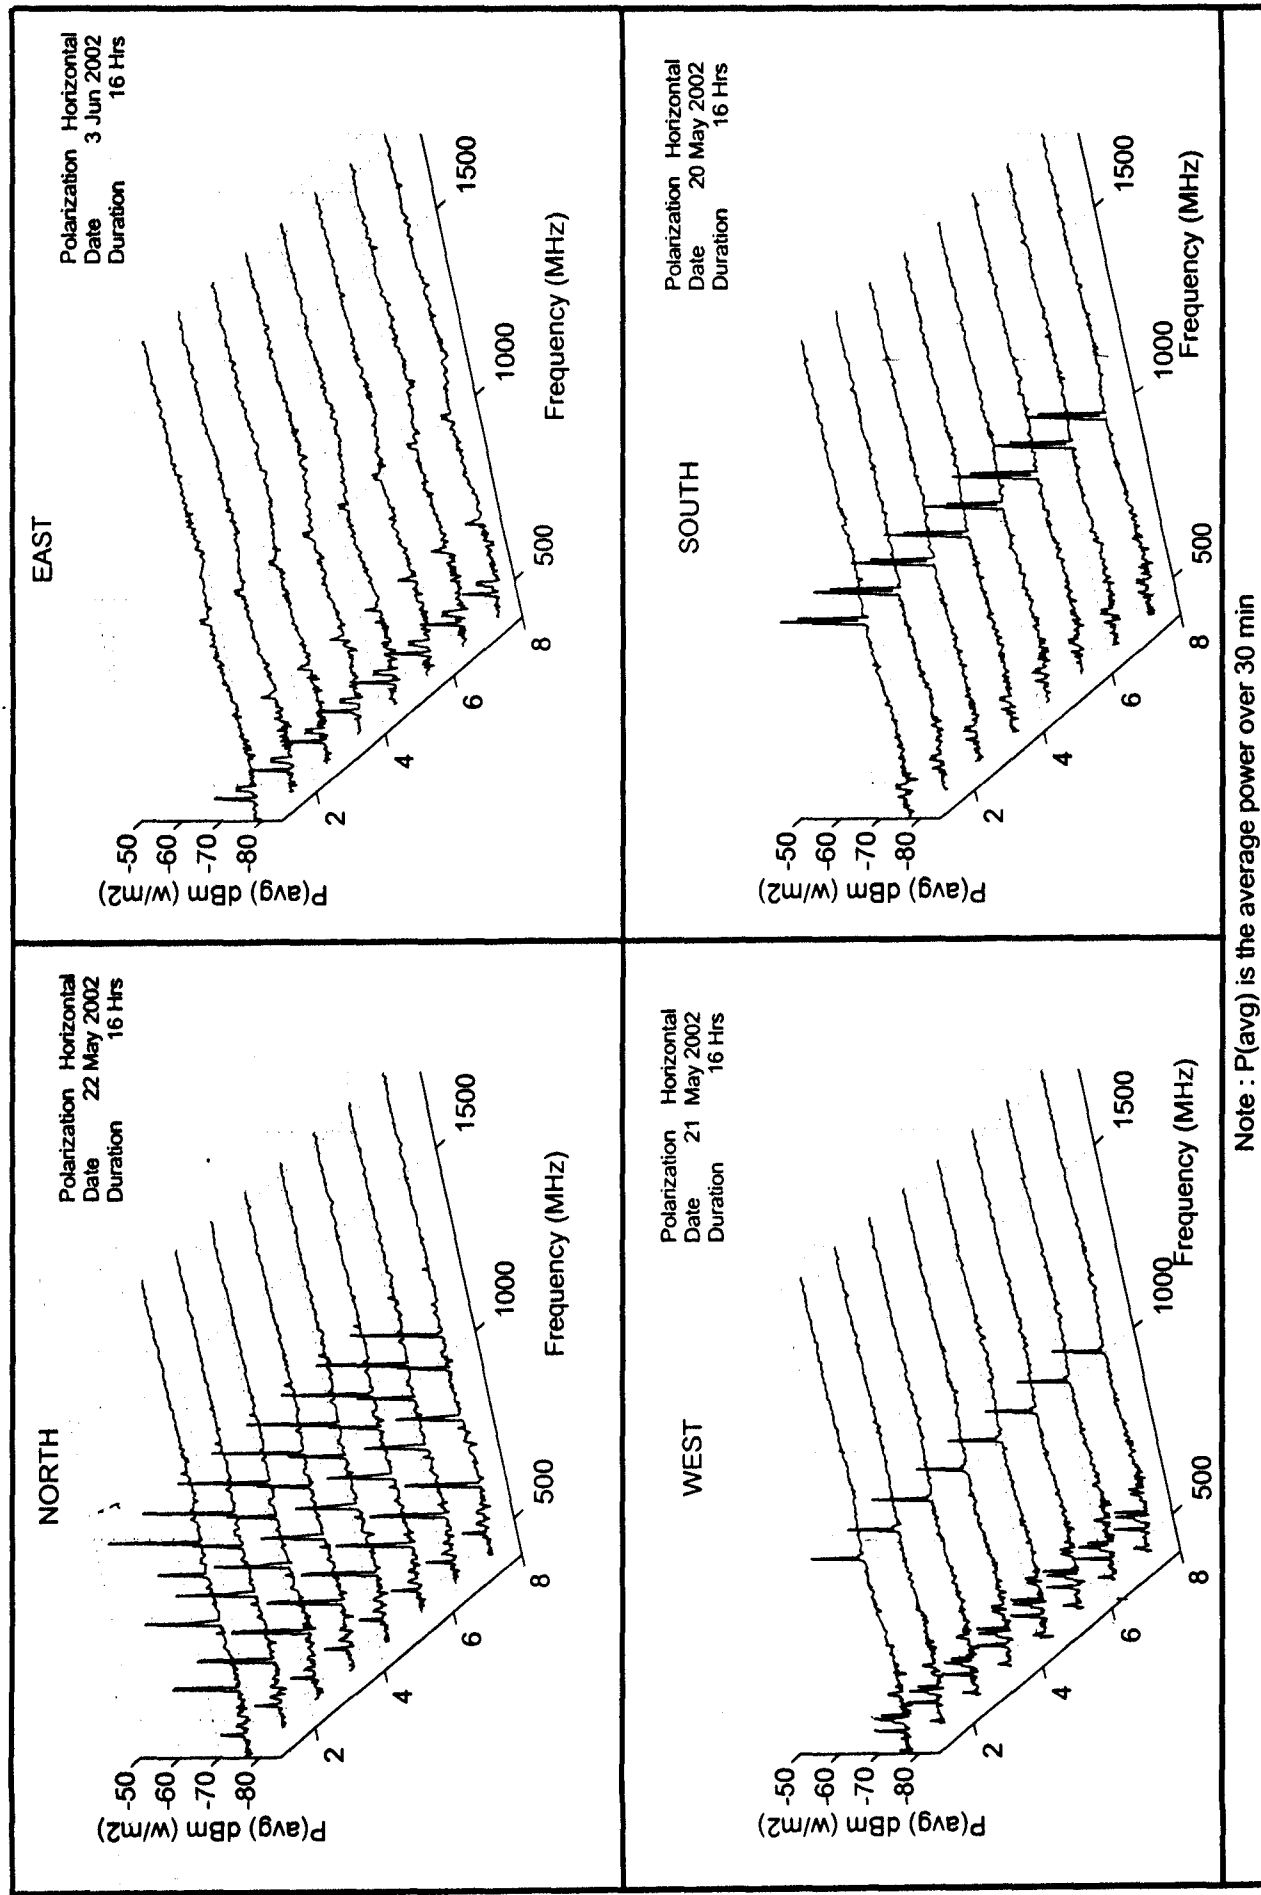 NORTH
Polarization Horizontal
Date 22 May 2002
Duration 16 Hrs
P(avg) dBm (w/m2)
-50
-60
-70
-80
2
4
6
8
500
1000
1500
Frequency (MHz)
EAST
Polarization Horizontal
Date 3 Jun 2002
Duration 16 Hrs
P(avg) dBm (w/m2)
-50
-60
-70
-80
2
4
6
8
500
1000
1500
Frequency (MHz)
WEST
Polarization Horizontal
Date 21 May 2002
Duration 16 Hrs
P(avg) dBm (w/m2)
-50
-60
-70
-80
2
4
6
8
500
1000
1500
Frequency (MHz)
SOUTH
Polarization Horizontal
Date 20 May 2002
Duration 16 Hrs
P(avg) dBm (w/m2)
-50
-60
-70
-80
2
4
6
8
500
1000
1500
Frequency (MHz)
Note : P(avg) is the average power over 30 min